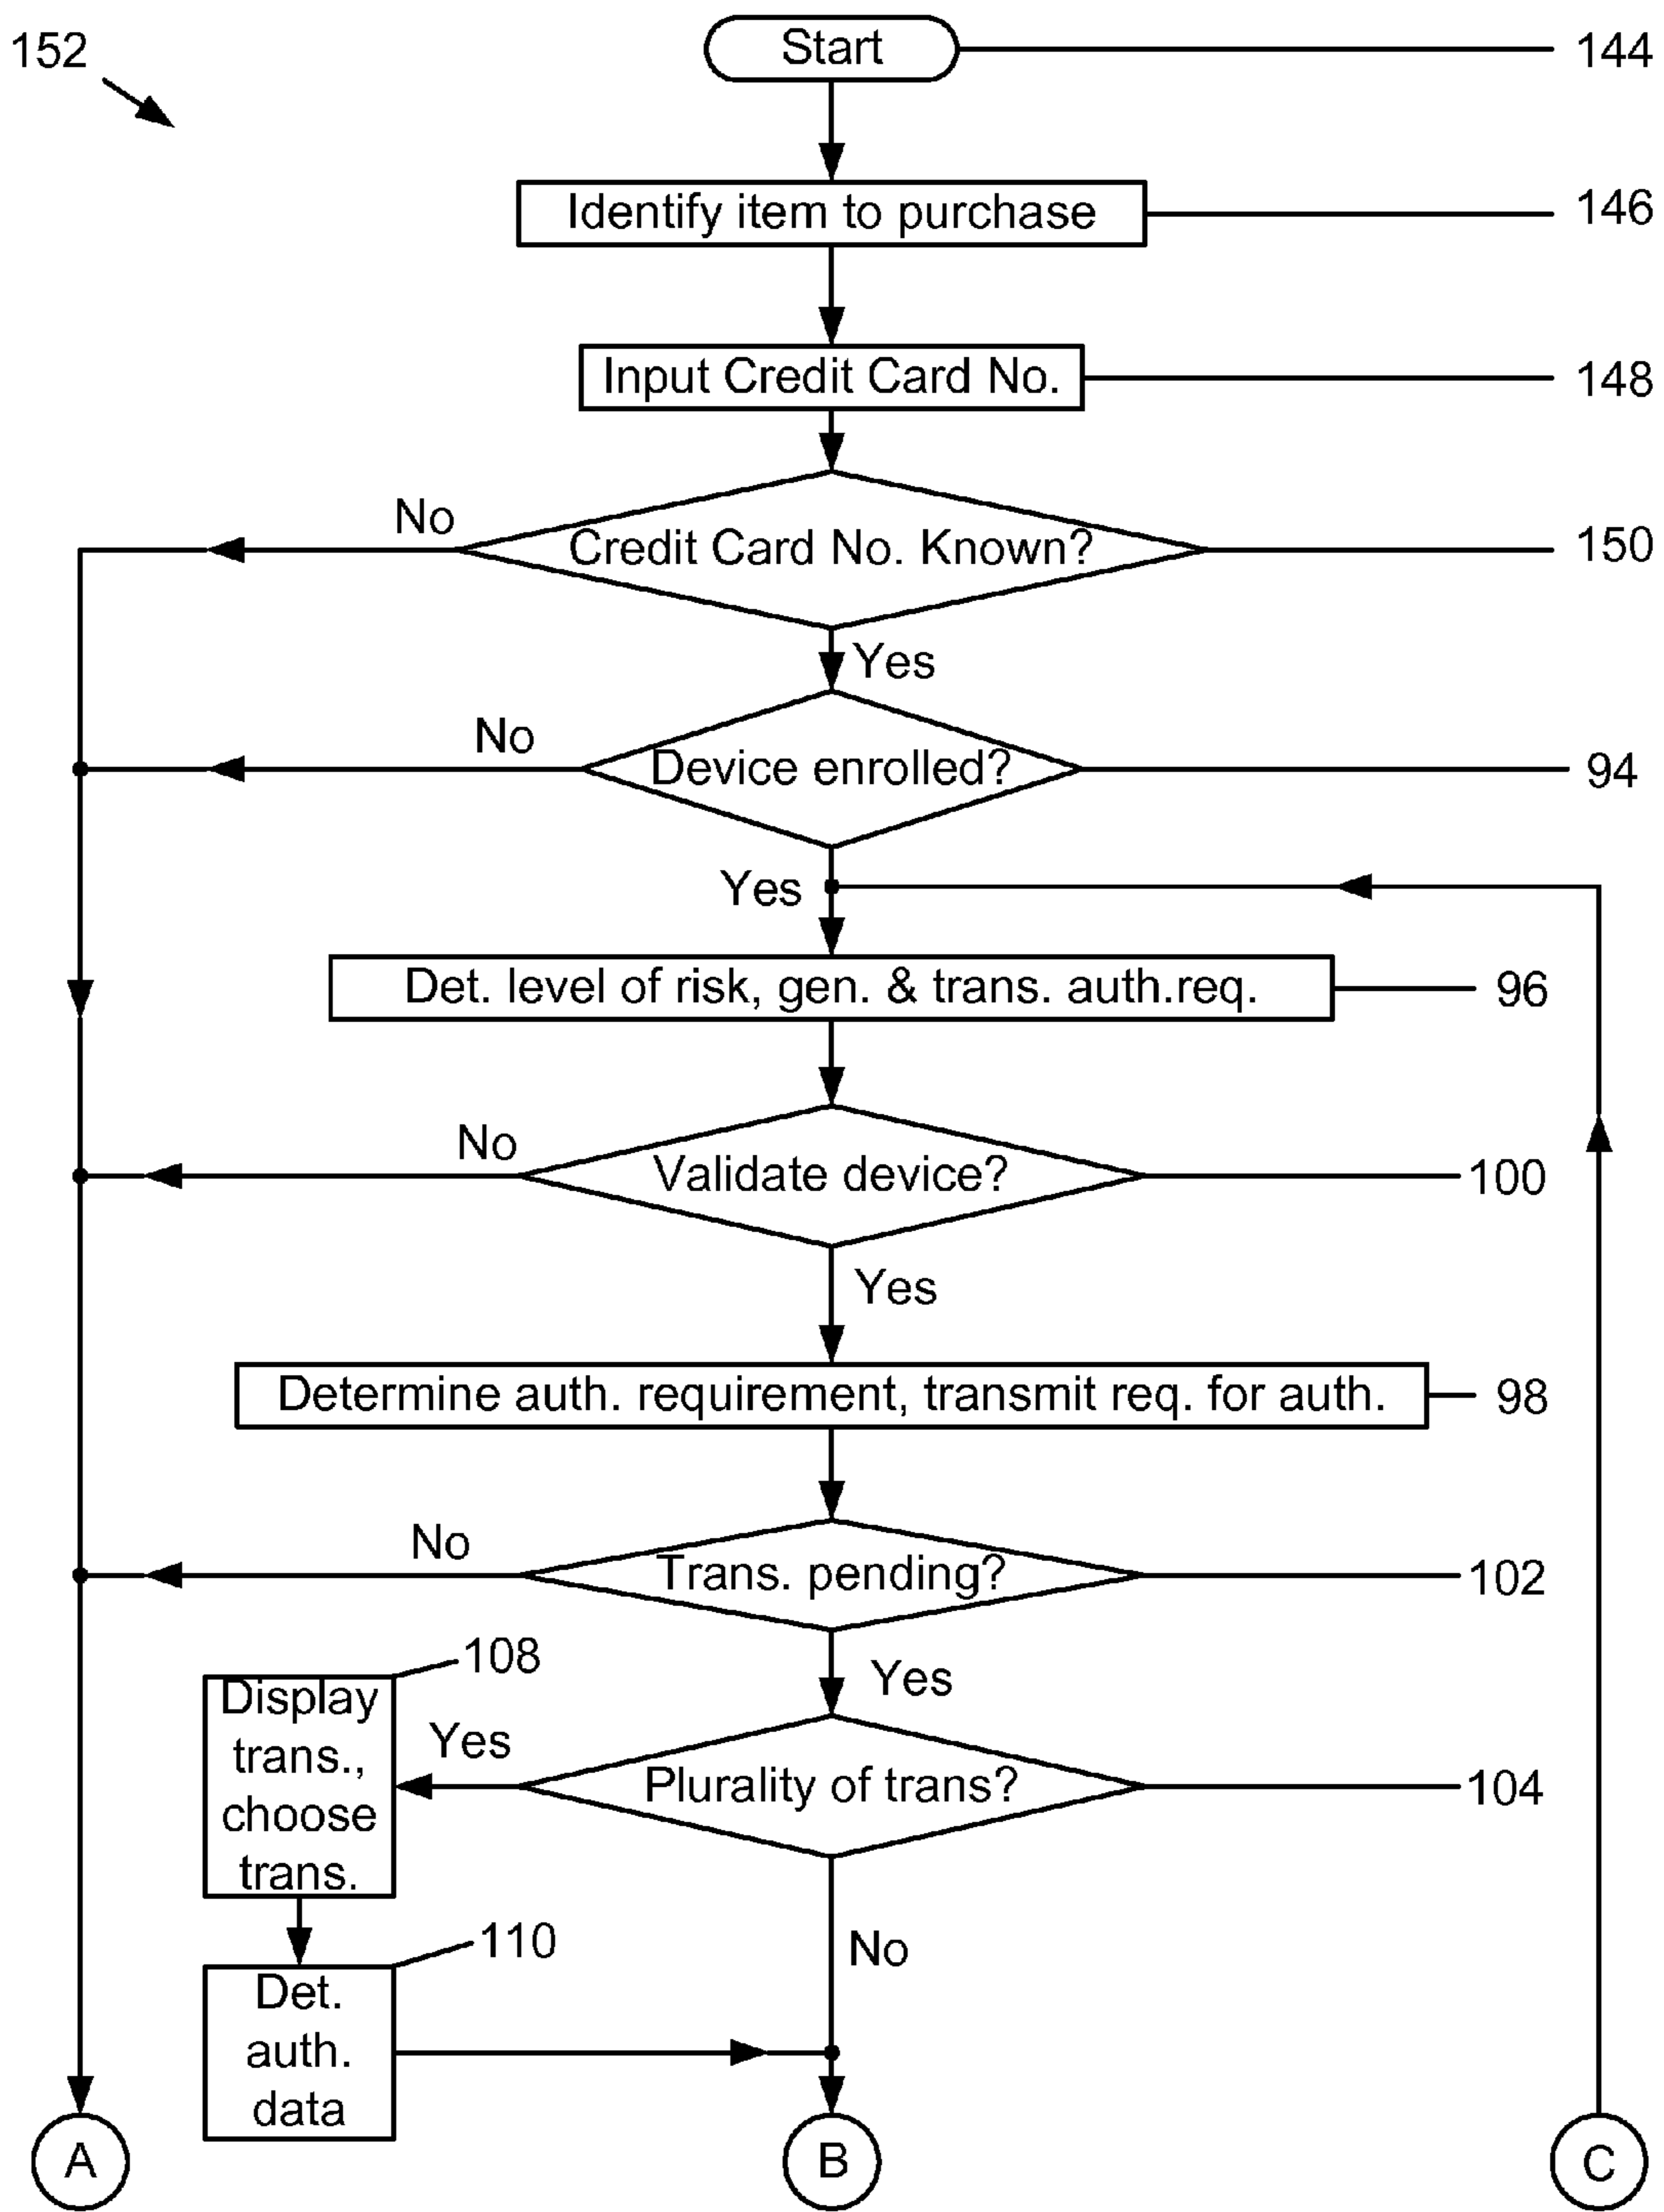 152
Start
144
Identify item to purchase
146
Input Credit Card No.
148
No
Credit Card No. Known?
150
Yes
No
Device enrolled?
94
Yes
Det. level of risk, gen. & trans. auth.req.
96
No
Validate device?
100
Yes
Determine auth. requirement, transmit req. for auth.
98
No
Trans. pending?
102
108
Yes
Display
trans.,
choose
trans.
Yes
Plurality of trans?
104
110
No
Det.
auth.
data
A
B
C